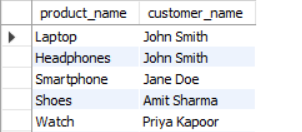 product_name customer_name
Laptop John Smith
Headphones John Smith
Smartphone Jane Doe
Shoes Amit Sharma
Watch Priya Kapoor